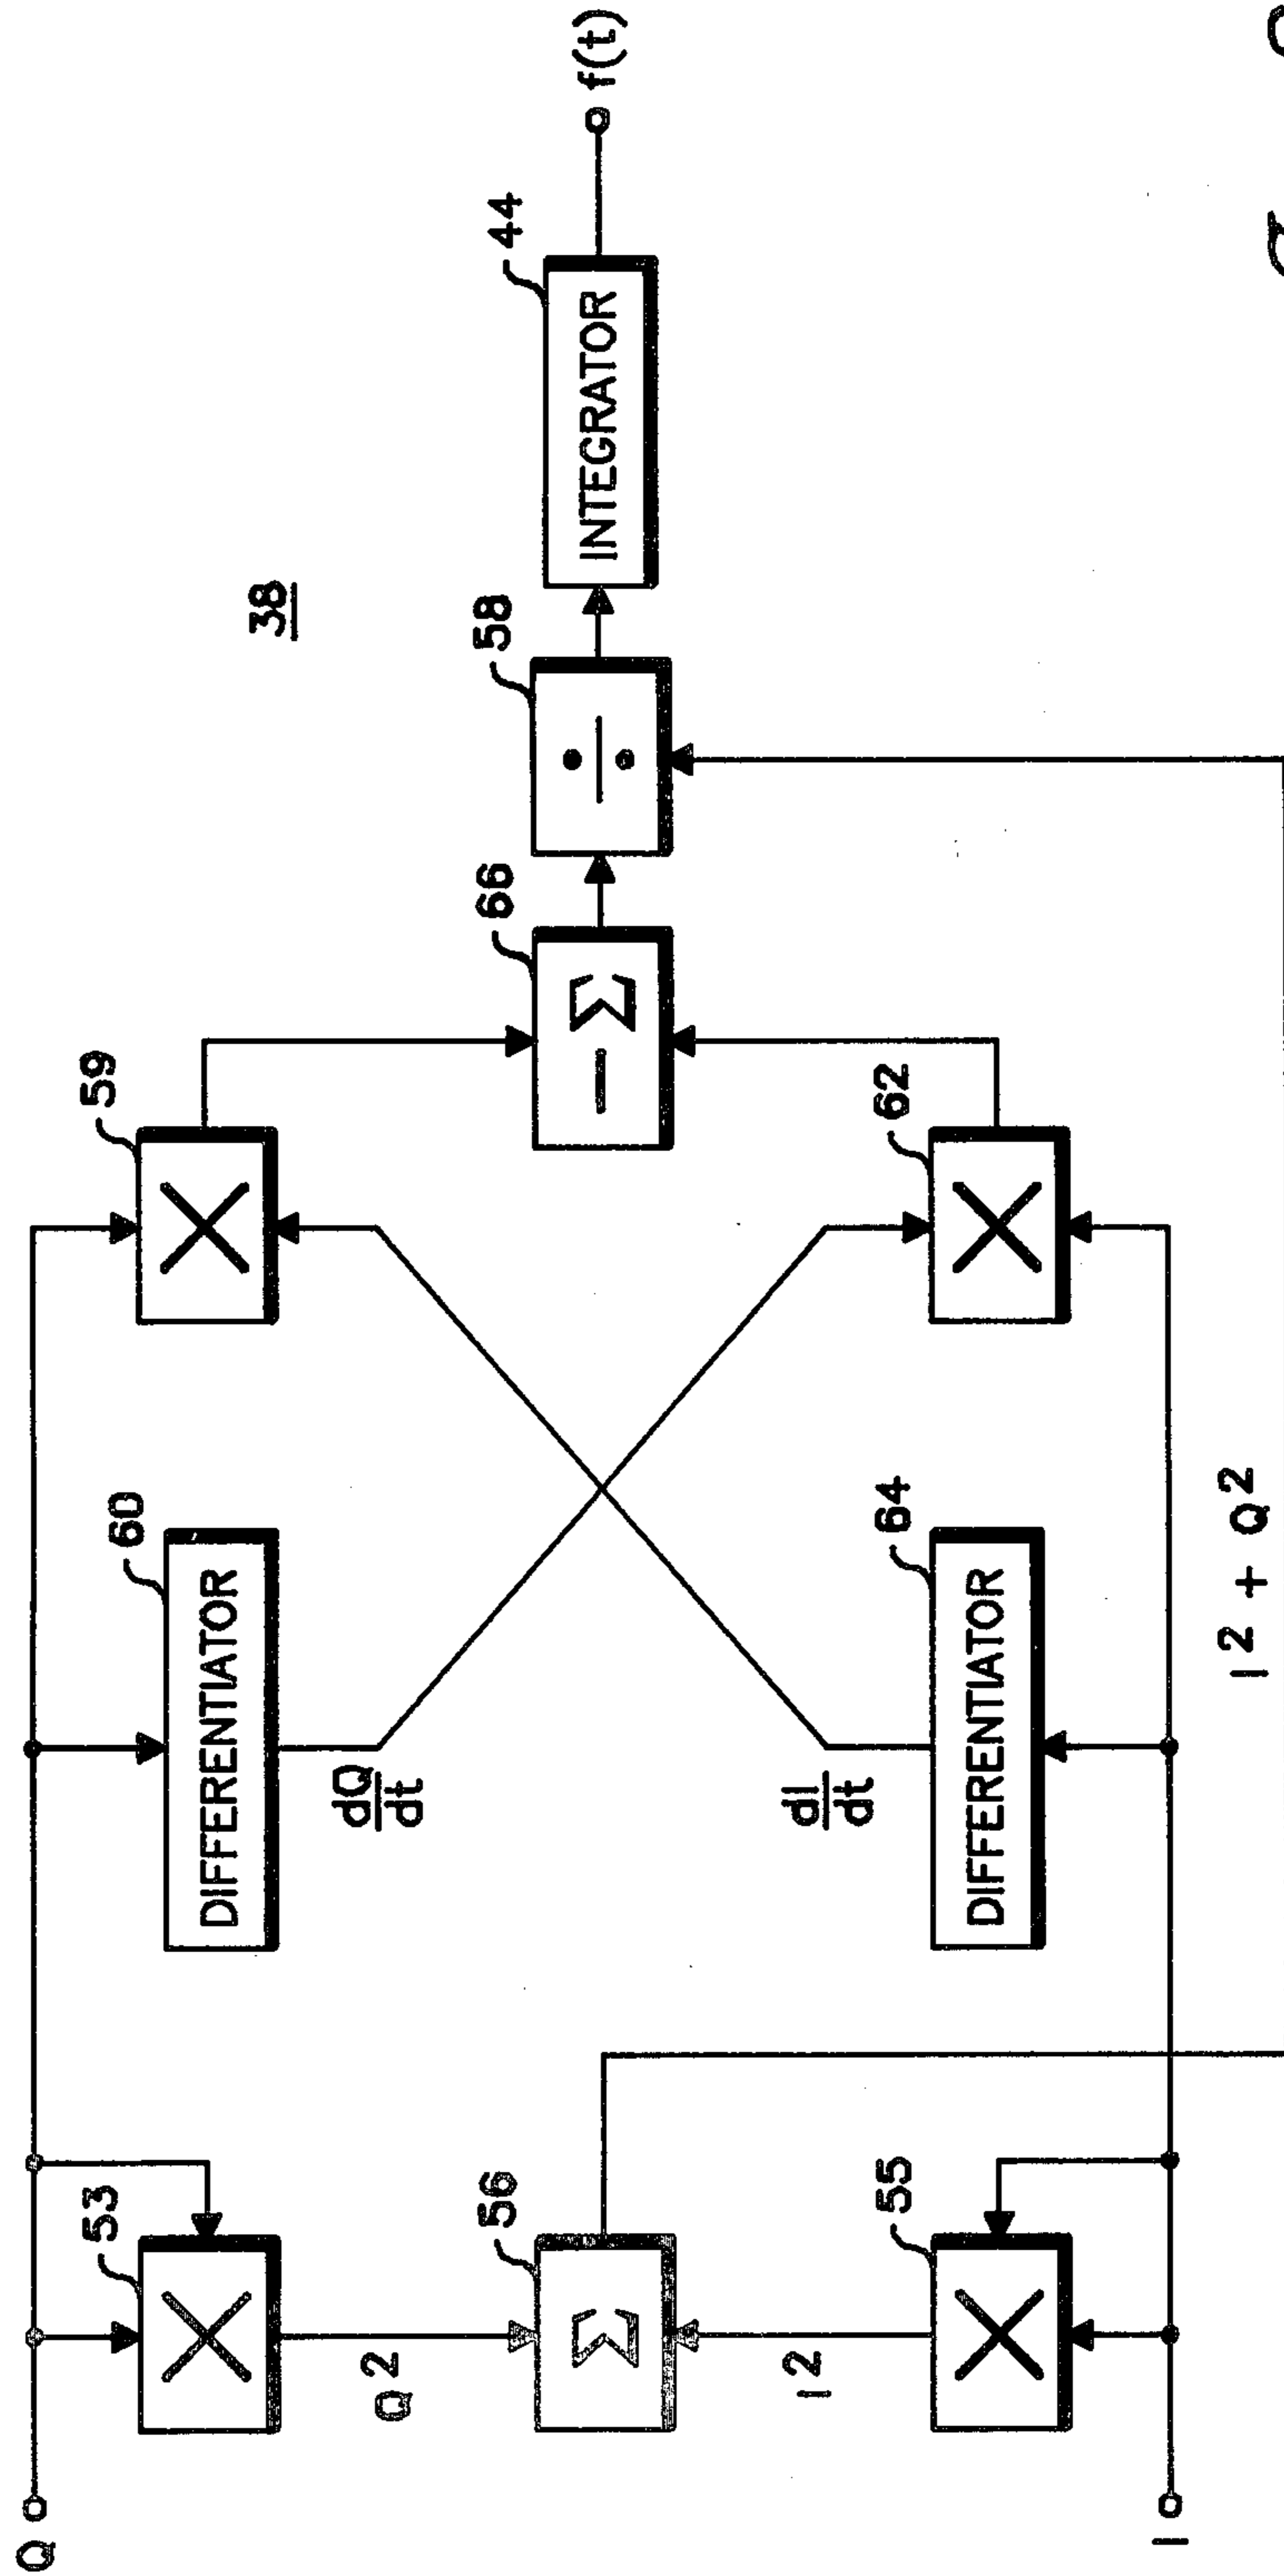 Q
53
Q²
56
Σ
I²
55
I
60
DIFFERENTIATOR
dQ
dt
dI
dt
64
DIFFERENTIATOR
I² + Q²
59
62
66
– Σ
58
÷
38
44
INTEGRATOR
f(t)